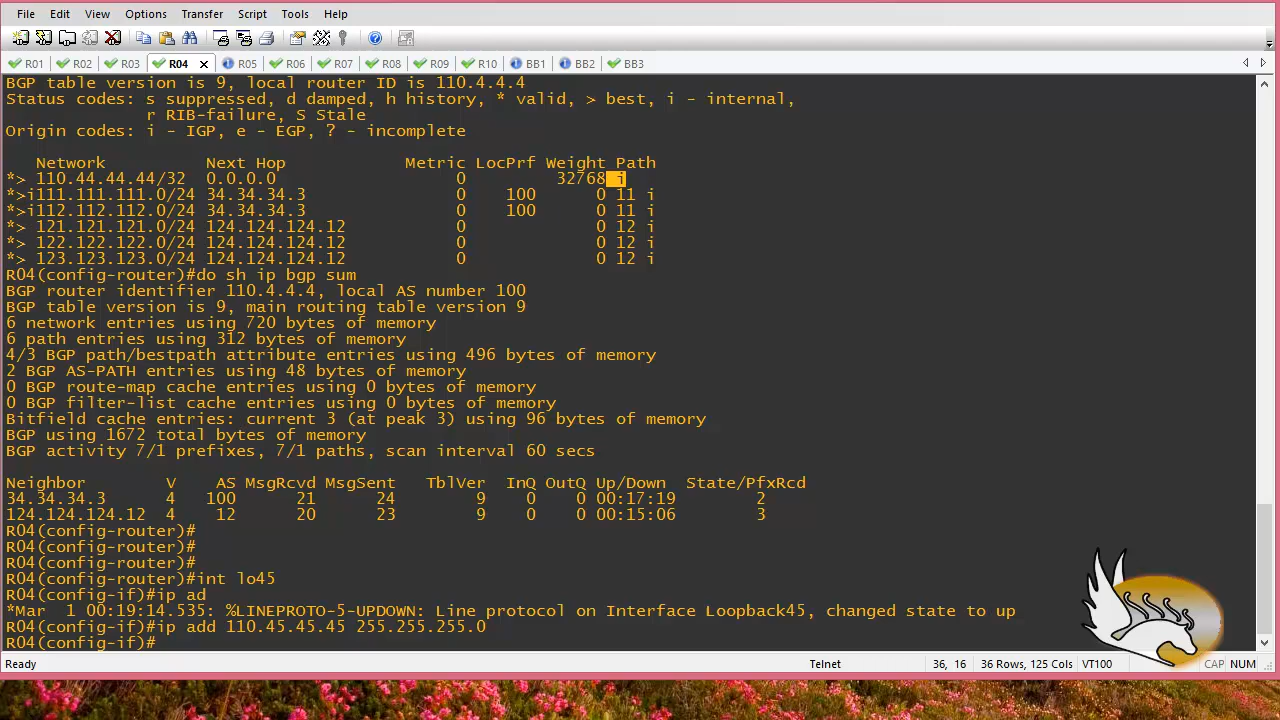 File Edit View Options Transfer Script Tools Help
R01 R02 R03 R04 R05 R06 R07 R08 R09 R10 BB1 BB2 BB3
BGP table version is 9, local router ID is 110.4.4.4
Status codes: s suppressed, d damped, h history, * valid, > best, i - internal,
r RIB-failure, S Stale
Origin codes: i - IGP, e - EGP, ? - incomplete
Network Next Hop Metric LocPrf Weight Path
*> 110.44.44.44/32 0.0.0.0 0 32768 i
*>i111.111.111.0/24 34.34.34.3 0 100 0 11 i
*>i112.112.112.0/24 34.34.34.3 0 100 0 11 i
*> 121.121.121.0/24 124.124.124.12 0 0 12 i
*> 122.122.122.0/24 124.124.124.12 0 0 12 i
*> 123.123.123.0/24 124.124.124.12 0 0 12 i
R04(config-router)#do sh ip bgp sum
BGP router identifier 110.4.4.4, local AS number 100
BGP table version is 9, main routing table version 9
6 network entries using 720 bytes of memory
6 path entries using 312 bytes of memory
4/3 BGP path/bestpath attribute entries using 496 bytes of memory
2 BGP AS-PATH entries using 48 bytes of memory
0 BGP route-map cache entries using 0 bytes of memory
0 BGP filter-list cache entries using 0 bytes of memory
Bitfield cache entries: current 3 (at peak 3) using 96 bytes of memory
BGP using 1672 total bytes of memory
BGP activity 7/1 prefixes, 7/1 paths, scan interval 60 secs
Neighbor V AS MsgRcvd MsgSent TblVer InQ OutQ Up/Down State/PfxRcd
34.34.34.3 4 100 21 24 9 0 0 00:17:19 2
124.124.124.12 4 12 20 23 9 0 0 00:15:06 3
R04(config-router)#
R04(config-router)#
R04(config-router)#
R04(config-router)#int lo45
R04(config-if)#ip ad
*Mar 1 00:19:14.535: %LINEPROTO-5-UPDOWN: Line protocol on Interface Loopback45, changed state to up
R04(config-if)#ip add 110.45.45.45 255.255.255.0
R04(config-if)#
Ready Telnet 36, 16 36 Rows, 125 Cols VT100 CAP NUM